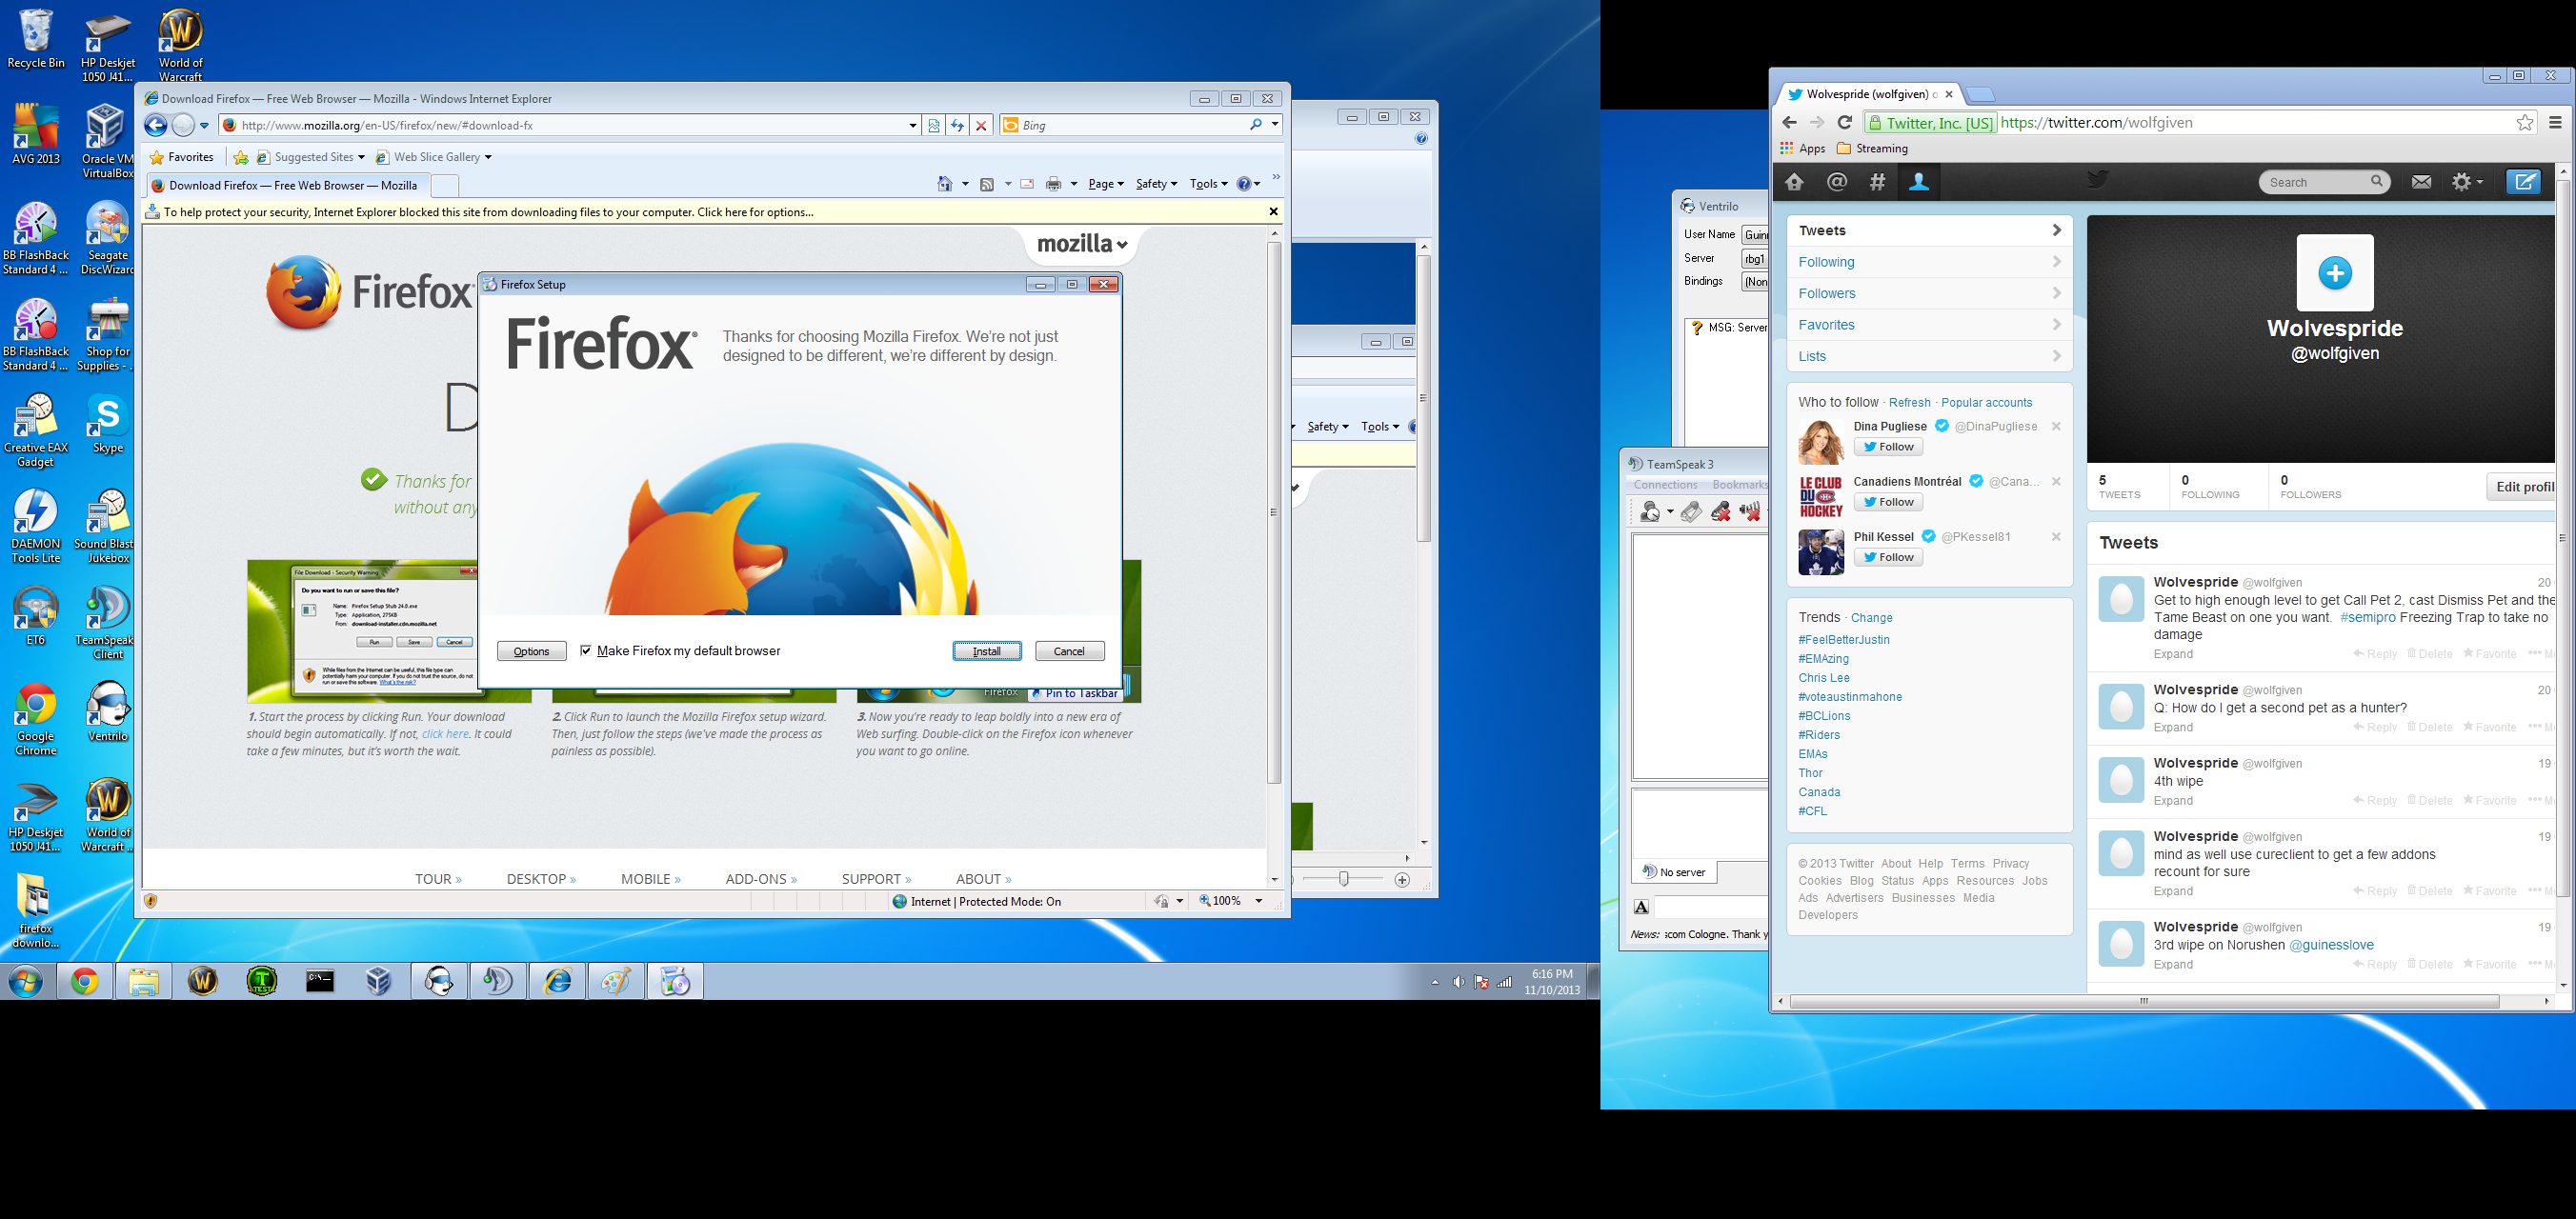 Recycle Bin
HP Deskjet
1050 J41...
World of
Warcraft
AVG 2013
Oracle VM
VirtualBox
BB FlashBack
Standard 4 ...
Seagate
DiscWizard
BB FlashBack
Standard 4 ...
Shop for
Supplies - ...
Creative EAX
Gadget
Skype
DAEMON
Tools Lite
Sound Blast
Jukebox
ET6
TeamSpeak
Client
Google
Chrome
Ventrilo
HP Deskjet
1050 J41...
World of
Warcraft ...
firefox
downlo...
Download Firefox — Free Web Browser — Mozilla - Windows Internet Explorer
http://www.mozilla.org/en-US/firefox/new/#download-fx
Bing
Favorites
Suggested Sites
Web Slice Gallery
Download Firefox — Free Web Browser — Mozilla
Page
Safety
Tools
To help protect your security, Internet Explorer blocked this site from downloading files to your computer. Click here for options...
mozilla
Firefox
D
Thanks for
without any
Firefox Setup
Firefox
Thanks for choosing Mozilla Firefox. We're not just
designed to be different, we're different by design.
Options
Make Firefox my default browser
Install
Cancel
File Download - Security Warning
Do you want to run or save this file?
Name: Firefox Setup Stub 24.0.exe
Type: Application, 275KB
From: download-installer.cdn.mozilla.net
Run
Save
Cancel
While files from the Internet can be useful, this file type can
potentially harm your computer. If you do not trust the source, do not
run or save this software. What's the risk?
Firefox
Pin to Taskbar
1. Start the process by clicking Run. Your download
should begin automatically. If not, click here. It could
take a few minutes, but it's worth the wait.
2. Click Run to launch the Mozilla Firefox setup wizard.
Then, just follow the steps (we've made the process as
painless as possible).
3. Now you're ready to leap boldly into a new era of
Web surfing. Double-click on the Firefox icon whenever
you want to go online.
TOUR »
DESKTOP »
MOBILE »
ADD-ONS »
SUPPORT »
ABOUT »
Internet | Protected Mode: On
100%
Safety
Tools
TEST
C:\-
6:16 PM
11/10/2013
Ventrilo
User Name
Guin
Server
rbg1
Bindings
(Non
MSG: Server
TeamSpeak 3
Connections
Bookmarks
No server
A
News:
:com Cologne. Thank y
Wolvespride (wolfgiven) o
Twitter, Inc. [US]
https://twitter.com/wolfgiven
Apps
Streaming
Search
Tweets
Following
Followers
Favorites
Lists
Who to follow · Refresh · Popular accounts
Dina Pugliese @DinaPugliese
Follow
LE CLUB
DU
HOCKEY
Canadiens Montréal @Cana...
Follow
Phil Kessel @PKessel81
Follow
Trends · Change
#FeelBetterJustin
#EMAzing
Chris Lee
#voteaustinmahone
#BCLions
#Riders
EMAs
Thor
Canada
#CFL
© 2013 Twitter About Help Terms Privacy
Cookies Blog Status Apps Resources Jobs
Ads Advertisers Businesses Media
Developers
Wolvespride
@wolfgiven
5
TWEETS
0
FOLLOWING
0
FOLLOWERS
Edit profil
Tweets
Wolvespride @wolfgiven
20
Get to high enough level to get Call Pet 2, cast Dismiss Pet and the
Tame Beast on one you want. #semipro Freezing Trap to take no
damage
Expand
Reply Delete Favorite
Wolvespride @wolfgiven
20
Q: How do I get a second pet as a hunter?
Expand
Reply Delete Favorite
Wolvespride @wolfgiven
19
4th wipe
Expand
Reply Delete Favorite
Wolvespride @wolfgiven
19
mind as well use cureclient to get a few addons
recount for sure
Expand
Reply Delete Favorite
Wolvespride @wolfgiven
19
3rd wipe on Norushen @guinesslove
Expand
Reply Delete Favorite